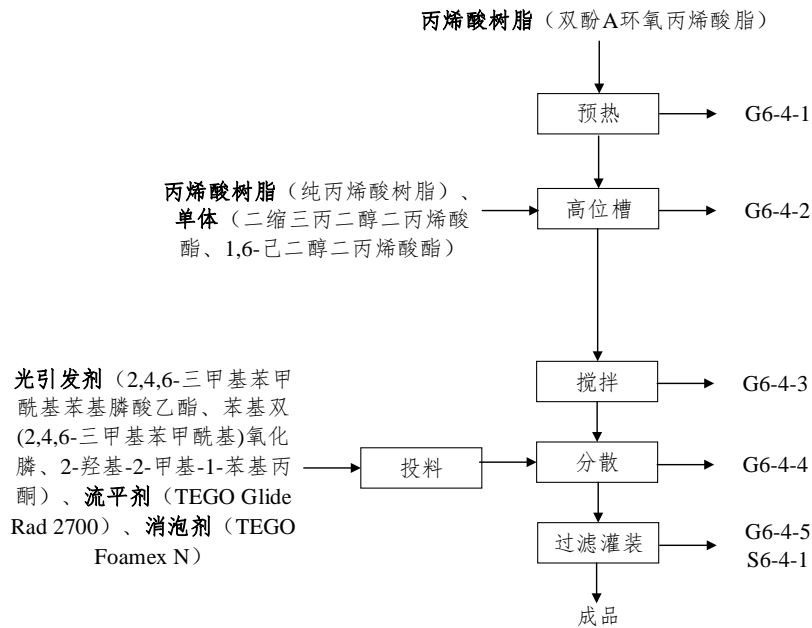 丙烯酸树脂（双酚A环氧丙烯酸脂）
预热
G6-4-1
丙烯酸树脂（纯丙烯酸树脂）、
单体（二缩三丙二醇二丙烯酸
酯、1,6-己二醇二丙烯酸酯）
高位槽
G6-4-2
搅拌
G6-4-3
光引发剂（2,4,6-三甲基苯甲
酰基苯基膦酸乙酯、苯基双
(2,4,6-三甲基苯甲酰基)氧化
膦、2-羟基-2-甲基-1-苯基丙
酮）、流平剂（TEGO Glide
Rad 2700）、消泡剂（TEGO
Foamex N）
投料
分散
G6-4-4
过滤灌装
G6-4-5
S6-4-1
成品